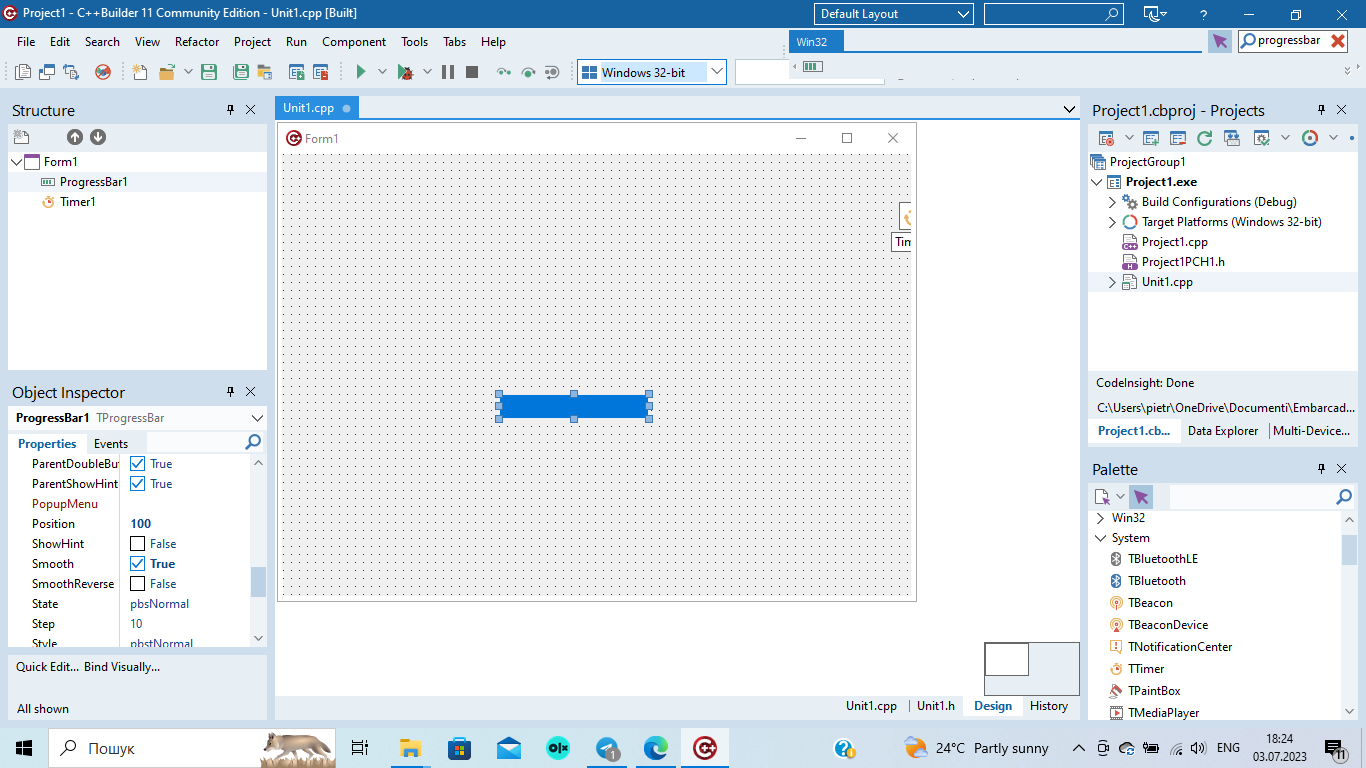 Project1 - C++Builder 11 Community Edition - Unit1.cpp [Built]
Default Layout
?
File Edit Search View Refactor Project Run Component Tools Tabs Help
Win32
progressbar
Windows 32-bit
Structure
Form1
ProgressBar1
Timer1
Unit1.cpp
Form1
Tim
Project1.cbproj - Projects
ProjectGroup1
Project1.exe
Build Configurations (Debug)
Target Platforms (Windows 32-bit)
Project1.cpp
Project1PCH1.h
Unit1.cpp
CodeInsight: Done
C:\Users\pietr\OneDrive\Documenti\Embarcad...
Project1.cb... Data Explorer Multi-Device...
Object Inspector
ProgressBar1 TProgressBar
Properties Events
ParentDoubleBu True
ParentShowHint True
PopupMenu
Position 100
ShowHint False
Smooth True
SmoothReverse False
State pbsNormal
Step 10
Style pbstNormal
Quick Edit... Bind Visually...
All shown
Palette
Win32
System
TBluetoothLE
TBluetooth
TBeacon
TBeaconDevice
TNotificationCenter
TTimer
TPaintBox
TMediaPlayer
Unit1.cpp Unit1.h Design History
Пошук
olx
1
?
24°C Partly sunny
ENG
18:24
03.07.2023
11